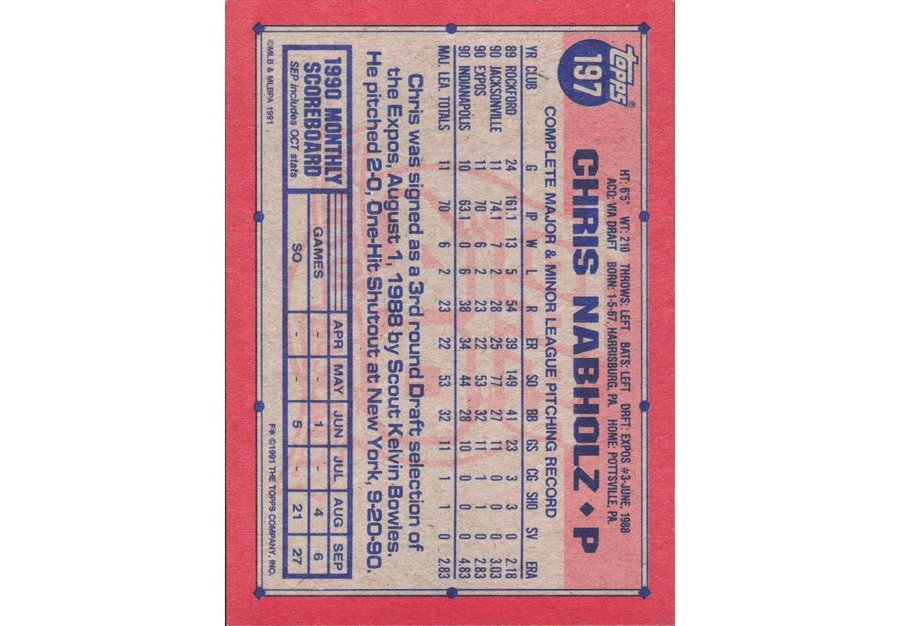 TOPPS®
197
CHRIS NABHOLZ ♦ P
HT: 6'5" WT: 210 THROWS: LEFT BATS: LEFT DRFT: EXPOS #3-JUNE, 1988
ACQ: VIA DRAFT BORN: 1-5-67, HARRISBURG, PA HOME: POTTSVILLE, PA
COMPLETE MAJOR & MINOR LEAGUE PITCHING RECORD
YR CLUB G IP W L R ER SO BB GS CG SHO SV ERA
89 ROCKFORD 24 161.1 13 5 54 39 149 41 23 3 3 0 2.18
90 JACKSONVILLE 11 74.1 7 2 28 25 77 27 11 0 0 0 3.03
90 EXPOS 11 70 6 2 23 22 53 32 11 1 1 0 2.83
90 INDIANAPOLIS 10 63.1 0 6 38 34 44 28 10 0 0 0 4.83
MAJ. LEA. TOTALS 11 70 6 2 23 22 53 32 11 1 1 0 2.83
Chris was signed as a 3rd round Draft selection of
the Expos, August 1, 1988 by Scout Kelvin Bowles.
He pitched 2-0, One-Hit Shutout at New York, 9-20-90.
1990 MONTHLY
SCOREBOARD
SEP includes OCT stats
APR MAY JUN JUL AUG SEP
GAMES - - 1 - 4 6
SO - - 5 - 21 27
©MLB & MLBPA 1991
F* ©1991 THE TOPPS COMPANY, INC.